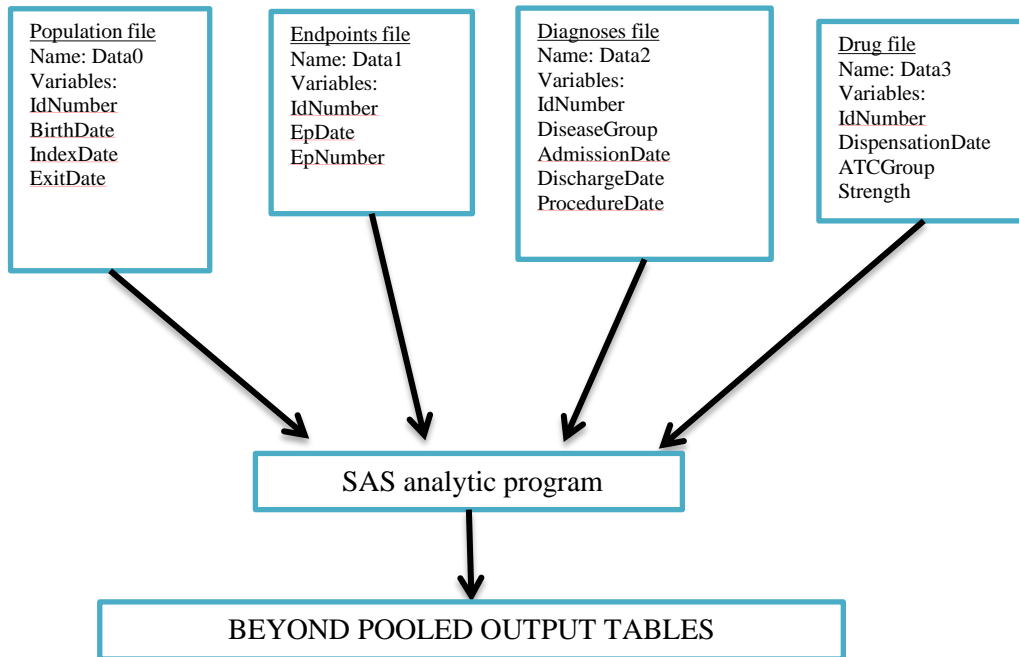 Population file
Name: Data0
Variables:
IdNumber
BirthDate
IndexDate
ExitDate
Endpoints file
Name: Data1
Variables:
IdNumber
EpDate
EpNumber
Diagnoses file
Name: Data2
Variables:
IdNumber
DiseaseGroup
AdmissionDate
DischargeDate
ProcedureDate
Drug file
Name: Data3
Variables:
IdNumber
DispensationDate
ATCGroup
Strength
SAS analytic program
BEYOND POOLED OUTPUT TABLES